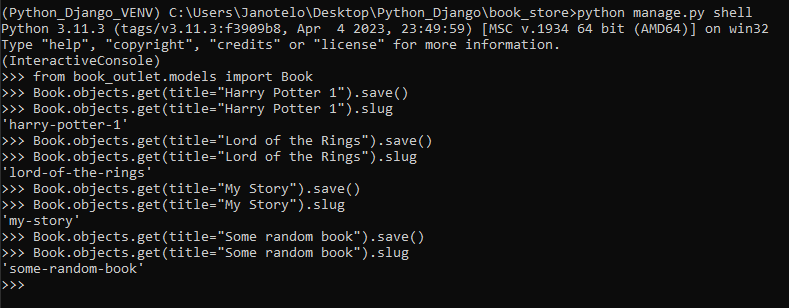 (Python_Django_VENV) C:\Users\Janotelo\Desktop\Python_Django\book_store>python manage.py shell
Python 3.11.3 (tags/v3.11.3:f3909b8, Apr  4 2023, 23:49:59) [MSC v.1934 64 bit (AMD64)] on win32
Type "help", "copyright", "credits" or "license" for more information.
(InteractiveConsole)
>>> from book_outlet.models import Book
>>> Book.objects.get(title="Harry Potter 1").save()
>>> Book.objects.get(title="Harry Potter 1").slug
'harry-potter-1'
>>> Book.objects.get(title="Lord of the Rings").save()
>>> Book.objects.get(title="Lord of the Rings").slug
'lord-of-the-rings'
>>> Book.objects.get(title="My Story").save()
>>> Book.objects.get(title="My Story").slug
'my-story'
>>> Book.objects.get(title="Some random book").save()
>>> Book.objects.get(title="Some random book").slug
'some-random-book'
>>>